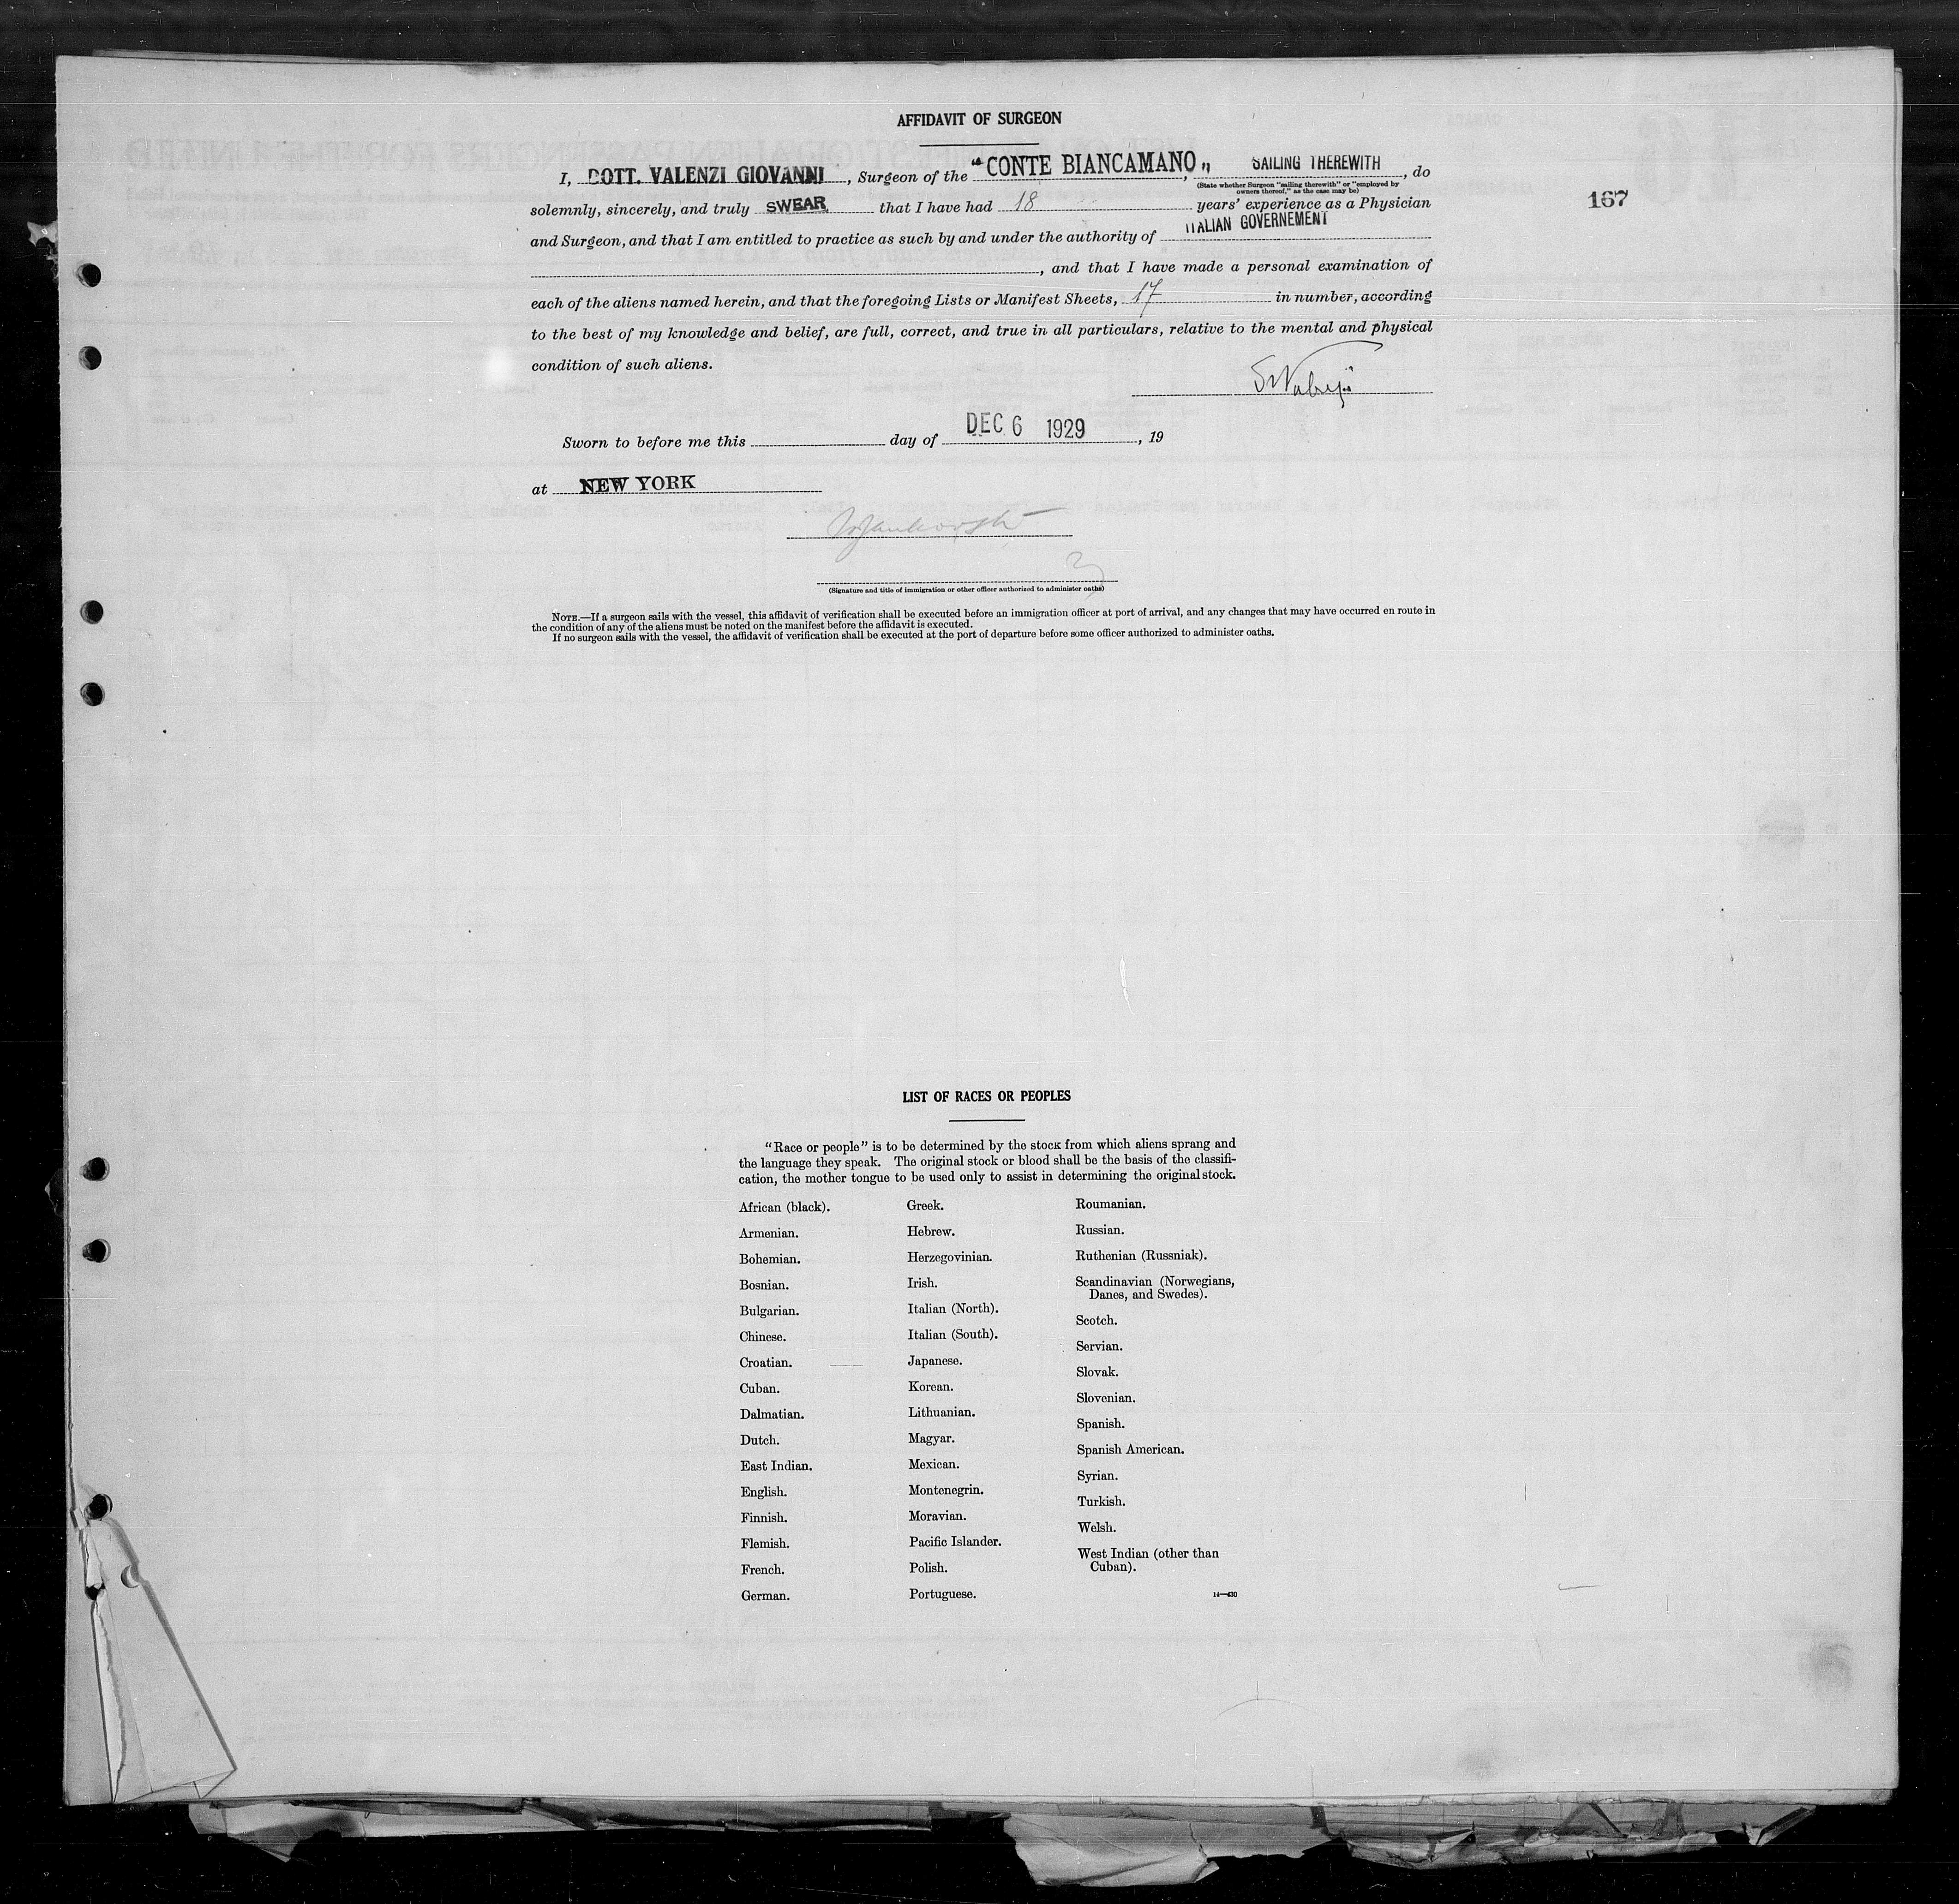 AFFIDAVIT OF SURGEON
I, DOTT. VALENZI GIOVANNI, Surgeon of the "CONTE BIANCAMANO", SAILING THEREWITH, do
(State whether Surgeon "sailing therewith" or "employed by
owners thereof," as the case may be)
167
solemnly, sincerely, and truly SWEAR that I have had 18 years' experience as a Physician
and Surgeon, and that I am entitled to practice as such by and under the authority of ITALIAN GOVERNEMENT
, and that I have made a personal examination of
each of the aliens named herein, and that the foregoing Lists or Manifest Sheets, 17 in number, according
to the best of my knowledge and belief, are full, correct, and true in all particulars, relative to the mental and physical
condition of such aliens.
Sworn to before me this day of DEC 6 1929, 19
at NEW YORK
(Signature and title of immigration or other officer authorized to administer oaths)
NOTE.—If a surgeon sails with the vessel, this affidavit of verification shall be executed before an immigration officer at port of arrival, and any changes that may have occurred en route in
the condition of any of the aliens must be noted on the manifest before the affidavit is executed.
If no surgeon sails with the vessel, the affidavit of verification shall be executed at the port of departure before some officer authorized to administer oaths.
LIST OF RACES OR PEOPLES
"Race or people" is to be determined by the stock from which aliens sprang and
the language they speak. The original stock or blood shall be the basis of the classifi-
cation, the mother tongue to be used only to assist in determining the original stock.
African (black).
Armenian.
Bohemian.
Bosnian.
Bulgarian.
Chinese.
Croatian.
Cuban.
Dalmatian.
Dutch.
East Indian.
English.
Finnish.
Flemish.
French.
German.
Greek.
Hebrew.
Herzegovinian.
Irish.
Italian (North).
Italian (South).
Japanese.
Korean.
Lithuanian.
Magyar.
Mexican.
Montenegrin.
Moravian.
Pacific Islander.
Polish.
Portuguese.
Roumanian.
Russian.
Ruthenian (Russniak).
Scandinavian (Norwegians,
Danes, and Swedes).
Scotch.
Servian.
Slovak.
Slovenian.
Spanish.
Spanish American.
Syrian.
Turkish.
Welsh.
West Indian (other than
Cuban).
14—430